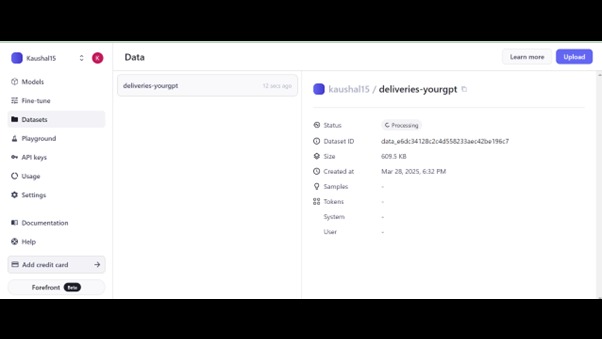 Kaushal15
K
Data
Learn more
Upload
Models
Fine-tune
Datasets
Playground
API keys
Usage
Settings
Documentation
Help
Add credit card
Forefront Beta
deliveries-yourgpt
12 secs ago
kaushal15 / deliveries-yourgpt
Status Processing
Dataset ID data_e6dc34128c2c4d558233aec42be196c7
Size 609.5 KB
Created at Mar 28, 2025, 6:32 PM
Samples -
Tokens -
System -
User -